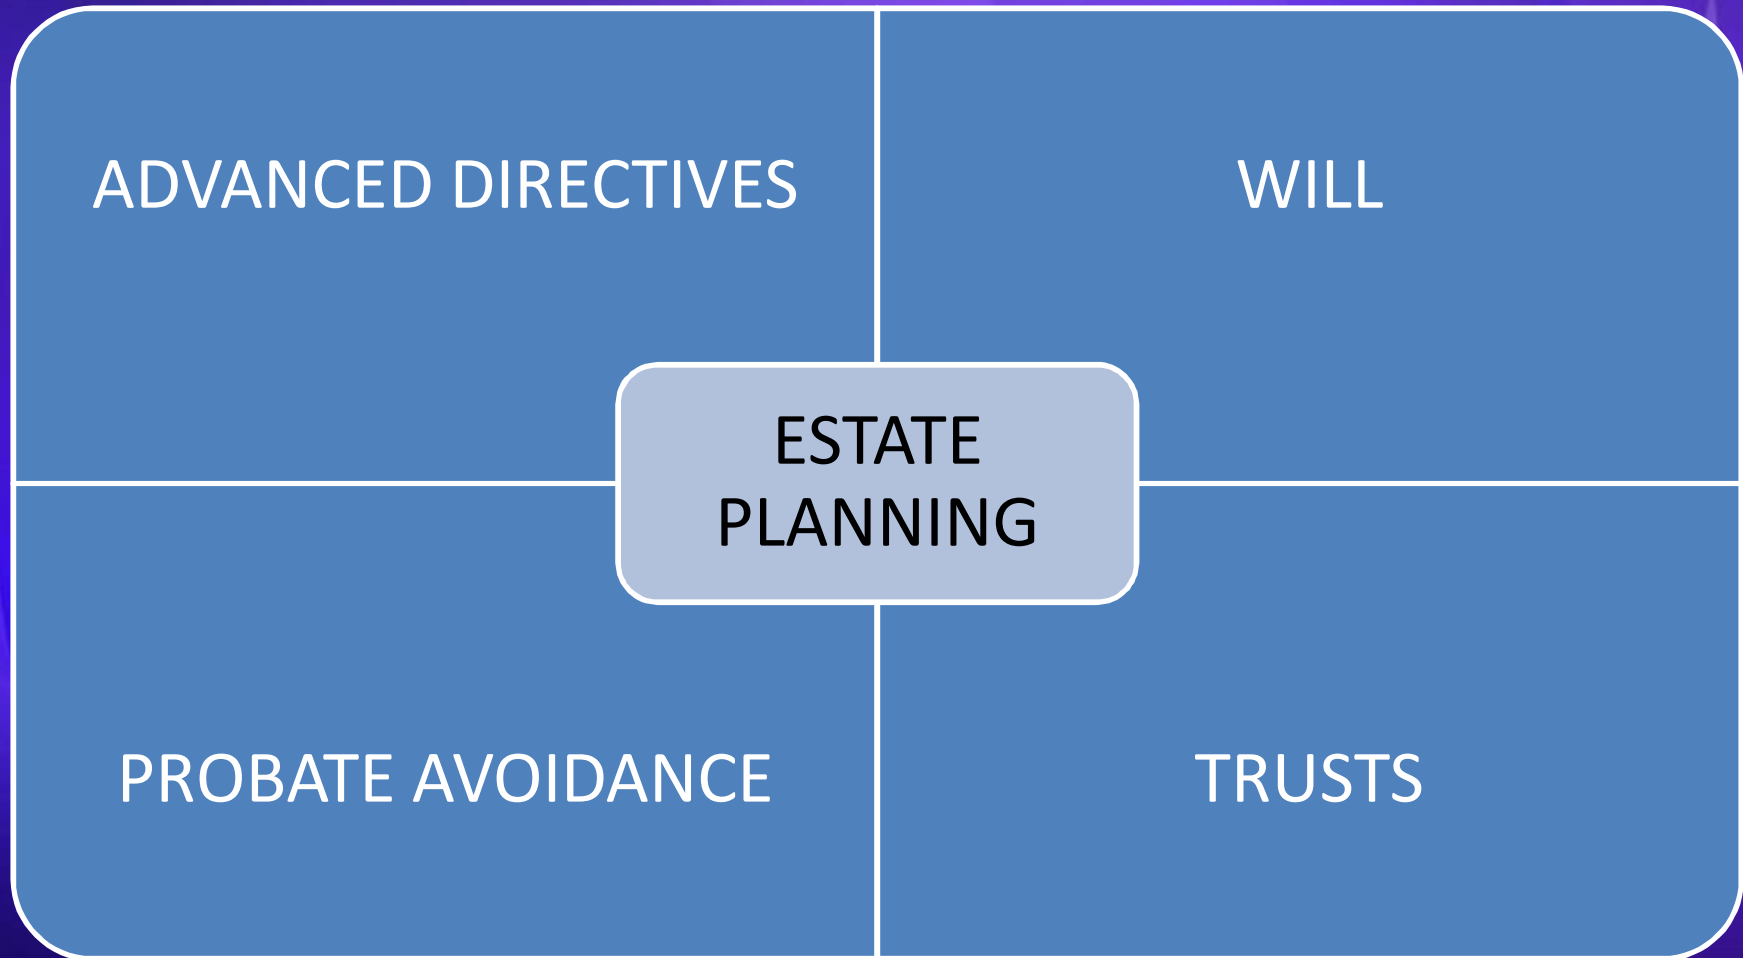 ADVANCED DIRECTIVES
WILL
ESTATE
PLANNING
PROBATE AVOIDANCE
TRUSTS